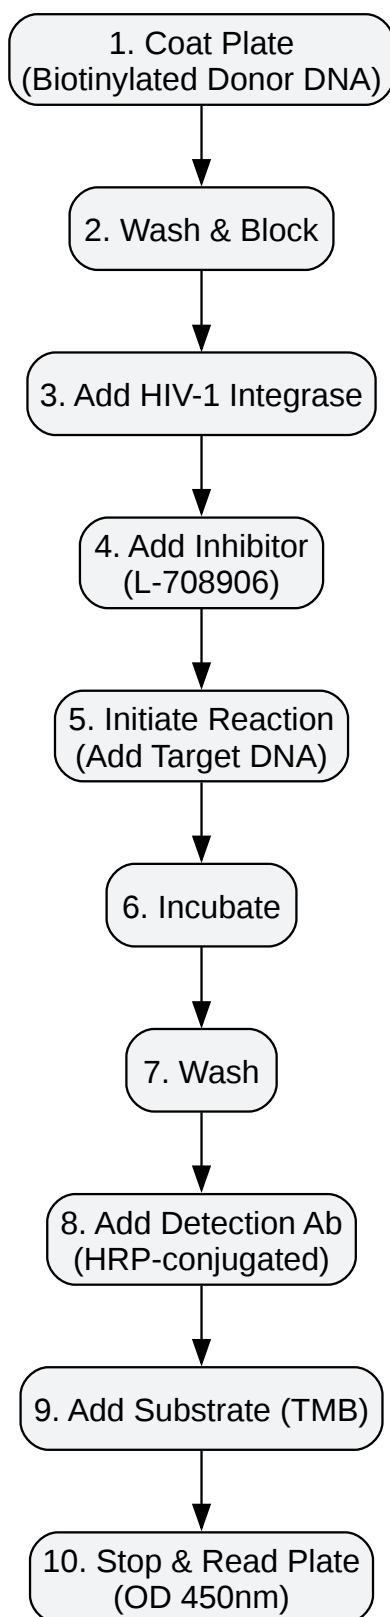 1. Coat Plate
(Biotinylated Donor DNA)
2. Wash & Block
3. Add HIV-1 Integrase
4. Add Inhibitor
(L-708906)
5. Initiate Reaction
(Add Target DNA)
6. Incubate
7. Wash
8. Add Detection Ab
(HRP-conjugated)
9. Add Substrate (TMB)
10. Stop & Read Plate
(OD 450nm)